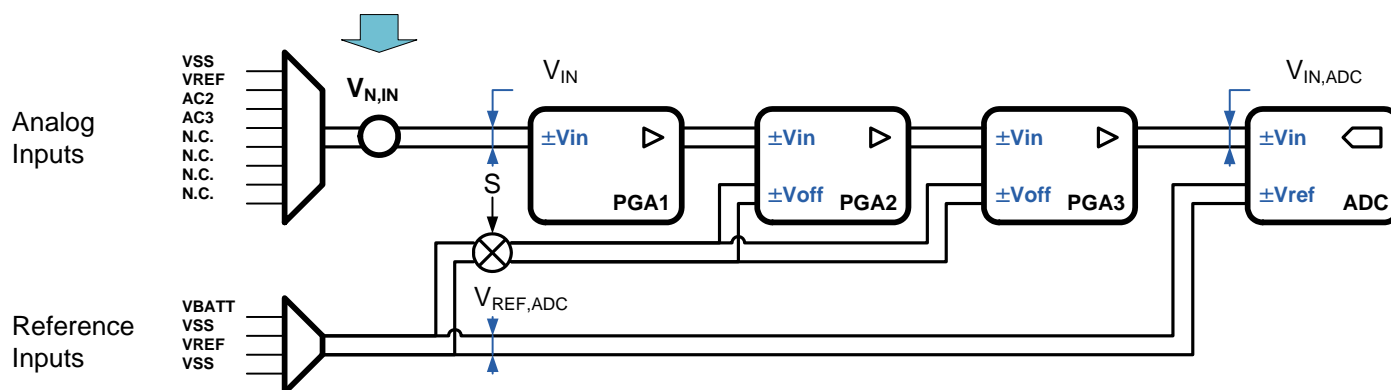 Analog
Inputs
VSS
VREF
AC2
AC3
N.C.
N.C.
N.C.
N.C.
V_N,IN
V_IN
S
±Vin
PGA1
±Vin
±Voff
PGA2
±Vin
±Voff
PGA3
V_IN,ADC
±Vin
±Vref
ADC
Reference
Inputs
VBATT
VSS
VREF
VSS
V_REF,ADC